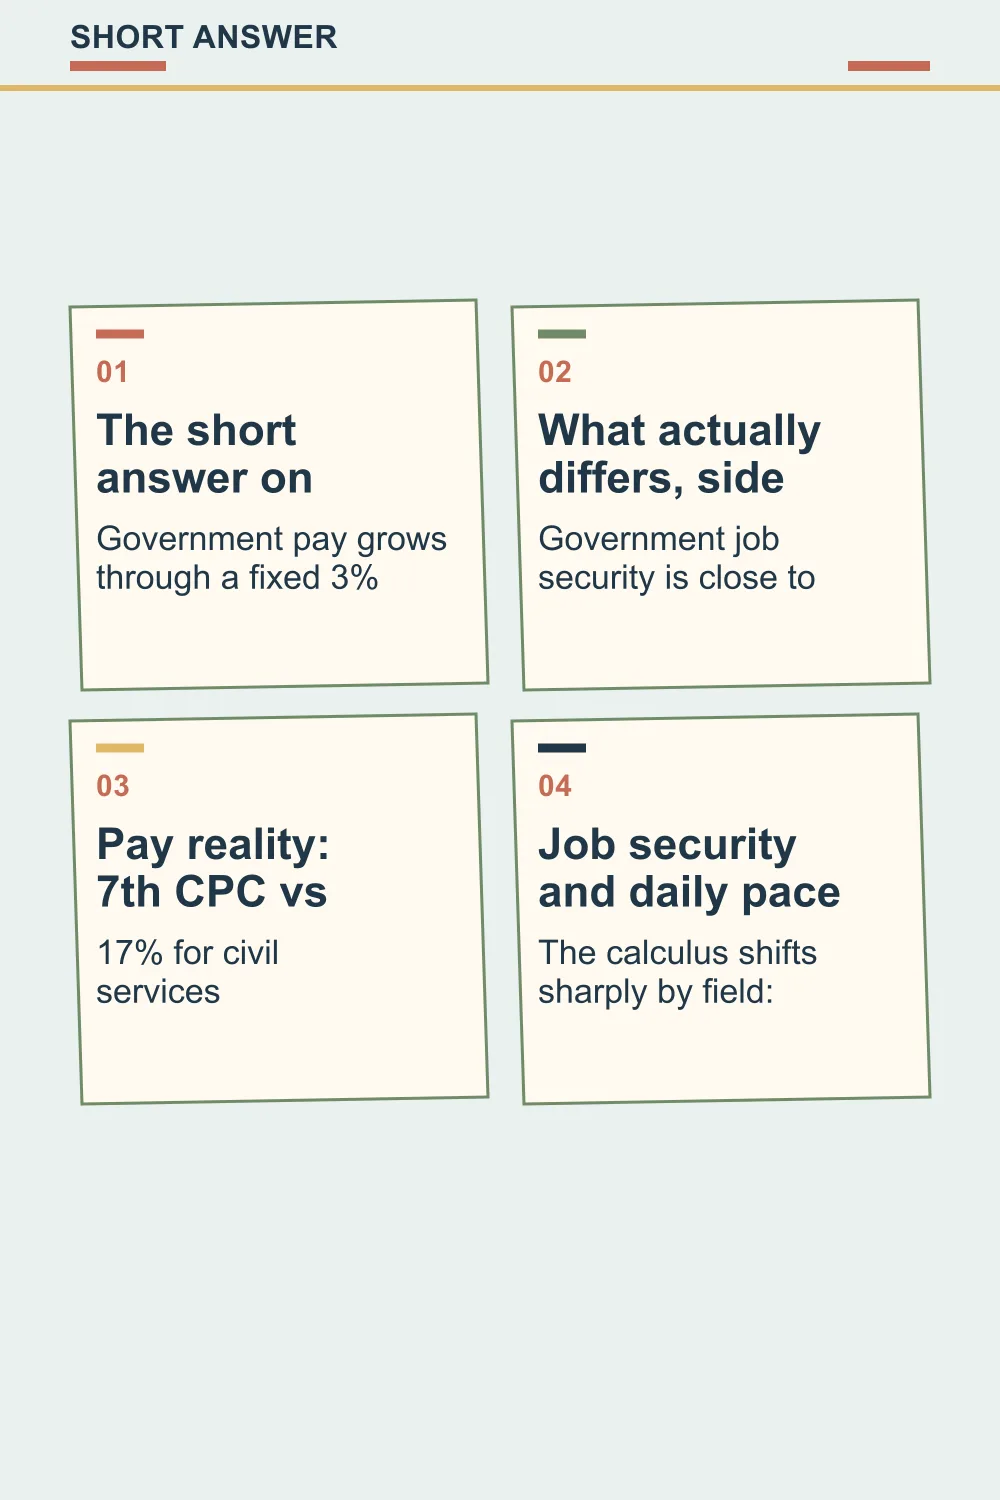 SHORT ANSWER
01
The short
answer on
Government pay grows
through a fixed 3%
02
What actually
differs, side
Government job
security is close to
03
Pay reality:
7th CPC vs
17% for civil
services
04
Job security
and daily pace
The calculus shifts
sharply by field: